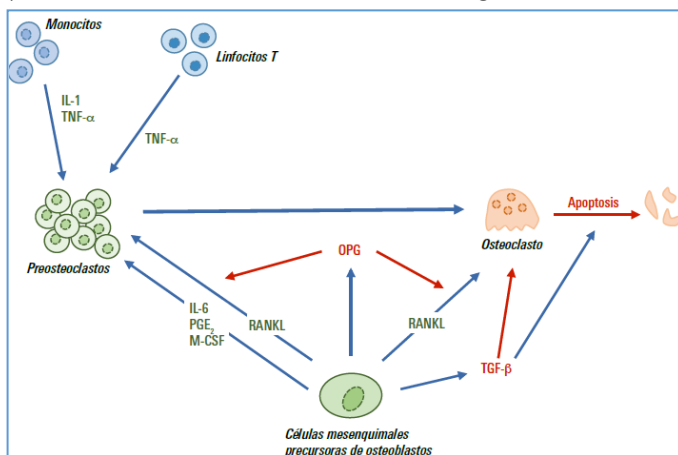 Monocitos
Linfocitos T
IL-1
TNF-α
TNF-α
Apoptosis
Osteoclasto
Preosteoclastos
OPG
IL-6
PGE₂
M-CSF
RANKL
RANKL
TGF-β
Células mesenquimales
precursoras de osteoblastos